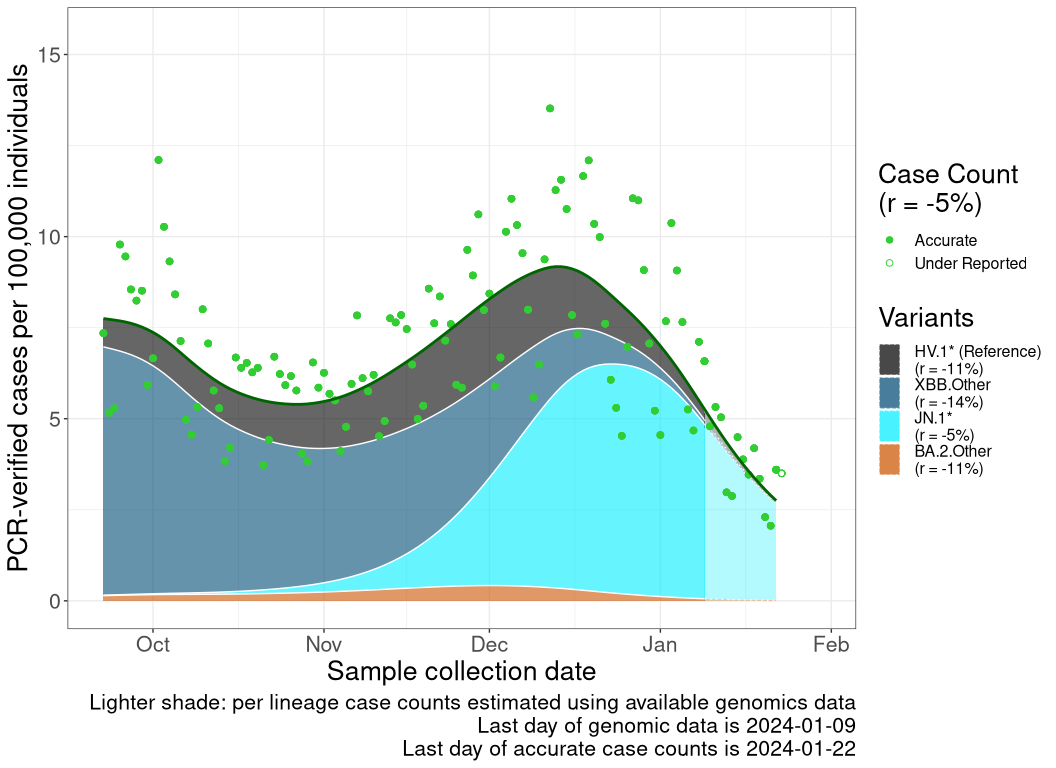 PCR-verified cases per 100,000 individuals
15
10
5
0
Oct
Nov
Dec
Jan
Feb
Sample collection date
Lighter shade: per lineage case counts estimated using available genomics data
Last day of genomic data is 2024-01-09
Last day of accurate case counts is 2024-01-22
Case Count
(r = -5%)
Accurate
Under Reported
Variants
HV.1* (Reference)
(r = -11%)
XBB.Other
(r = -14%)
JN.1*
(r = -5%)
BA.2.Other
(r = -11%)